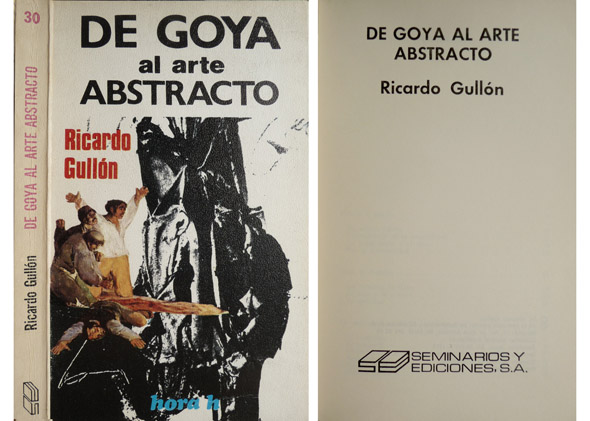 30
DE GOYA AL ARTE ABSTRACTO
Ricardo Gullón
DE GOYA
al arte
ABSTRACTO
Ricardo
Gullón
hora h
DE GOYA AL ARTE
ABSTRACTO
Ricardo Gullón
SEMINARIOS Y
EDICIONES, S.A.